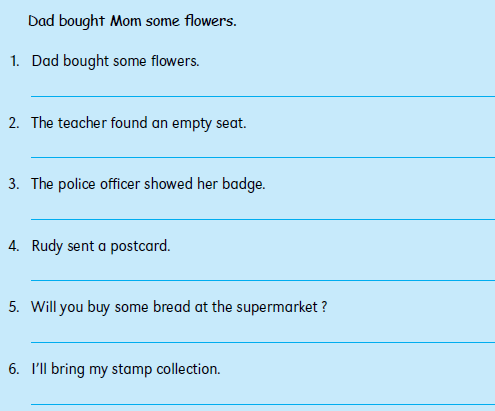 Dad bought Mom some flowers.
1. Dad bought some flowers.
2. The teacher found an empty seat.
3. The police officer showed her badge.
4. Rudy sent a postcard.
5. Will you buy some bread at the supermarket ?
6. I'll bring my stamp collection.